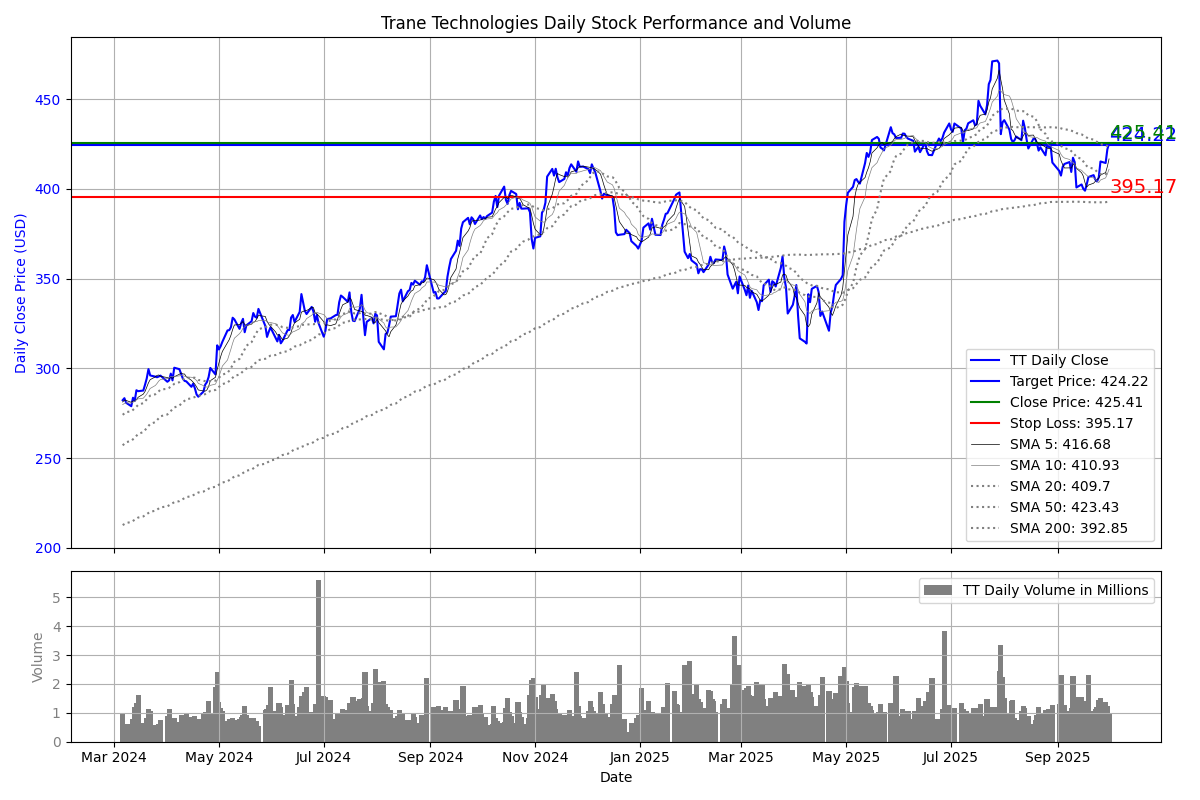 Trane Technologies Daily Stock Performance and Volume
Daily Close Price (USD)
450
400
350
300
250
200
425.41
424.22
395.17
TT Daily Close
Target Price: 424.22
Close Price: 425.41
Stop Loss: 395.17
SMA 5: 416.68
SMA 10: 410.93
SMA 20: 409.7
SMA 50: 423.43
SMA 200: 392.85
Volume
5
4
3
2
1
0
TT Daily Volume in Millions
Mar 2024 May 2024 Jul 2024 Sep 2024 Nov 2024 Jan 2025 Mar 2025 May 2025 Jul 2025 Sep 2025
Date